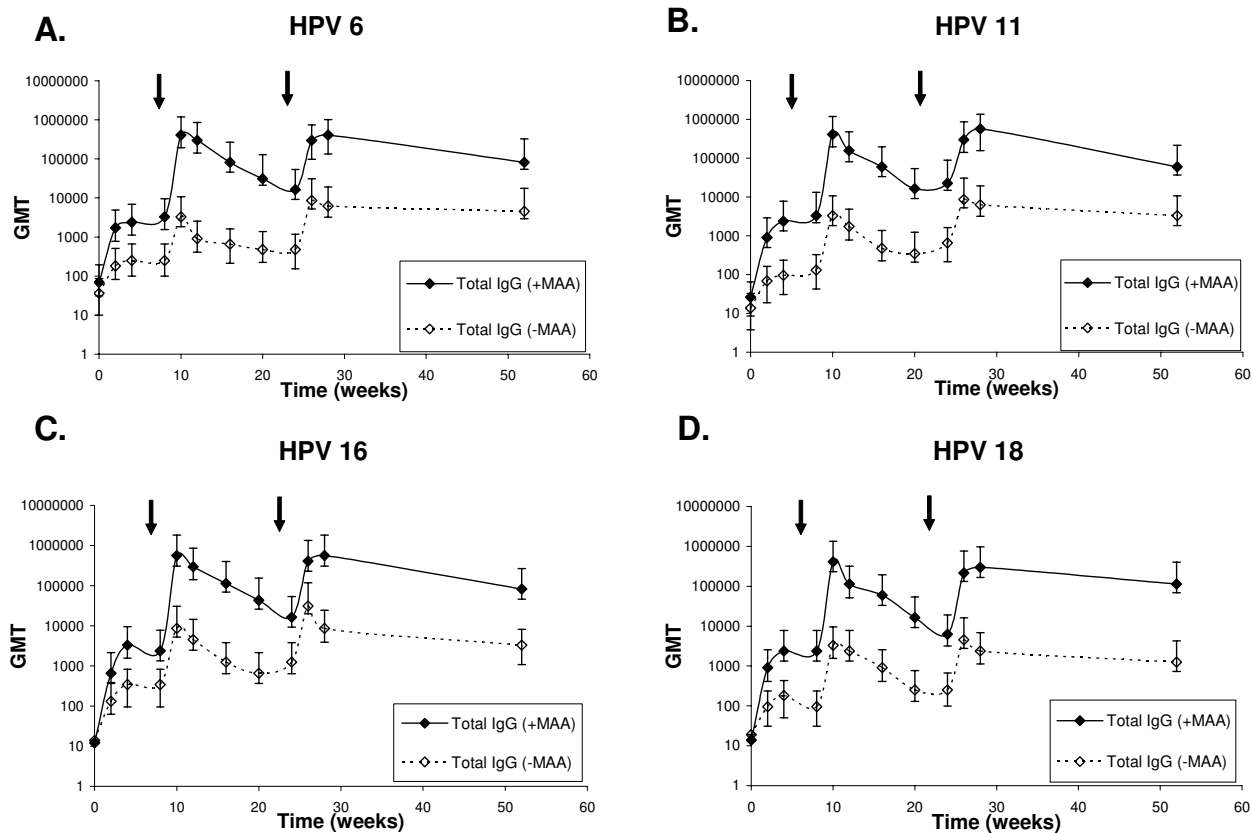 A.
HPV 6
10000000
1000000
100000
10000
1000
100
10
1
GMT
0 10 20 30 40 50 60
Time (weeks)
Total IgG (+MAA)
Total IgG (-MAA)
B.
HPV 11
10000000
1000000
100000
10000
1000
100
10
1
GMT
0 10 20 30 40 50 60
Time (weeks)
Total IgG (+MAA)
Total IgG (-MAA)
C.
HPV 16
10000000
1000000
100000
10000
1000
100
10
1
GMT
0 10 20 30 40 50 60
Time (weeks)
Total IgG (+MAA)
Total IgG (-MAA)
D.
HPV 18
10000000
1000000
100000
10000
1000
100
10
1
GMT
0 10 20 30 40 50 60
Time (weeks)
Total IgG (+MAA)
Total IgG (-MAA)